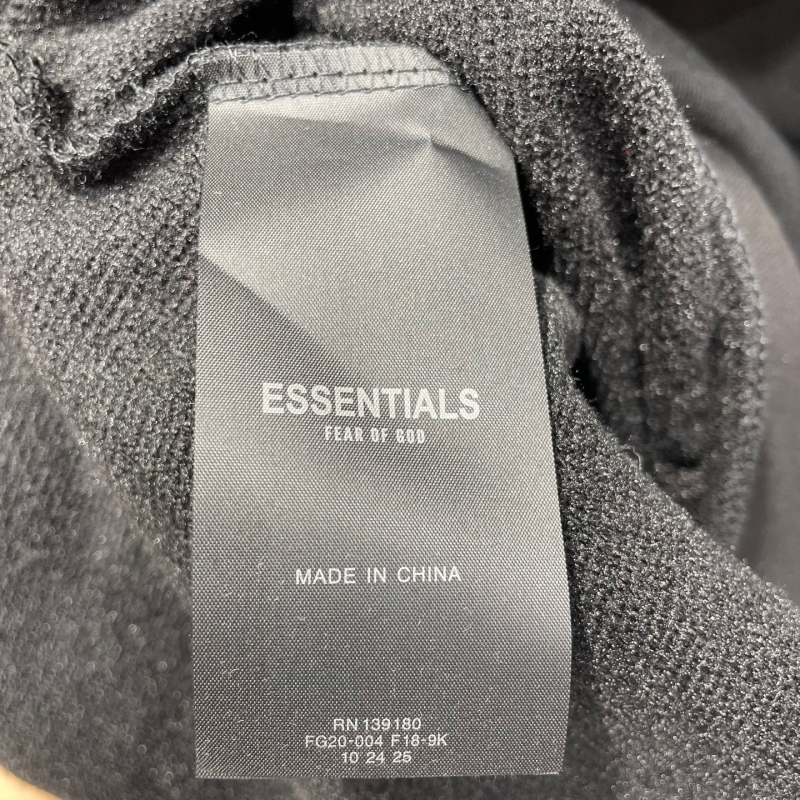 ESSENTIALS
FEAR OF GOD
MADE IN CHINA
RN 139180
FG20-004 F18-9K
10 24 25